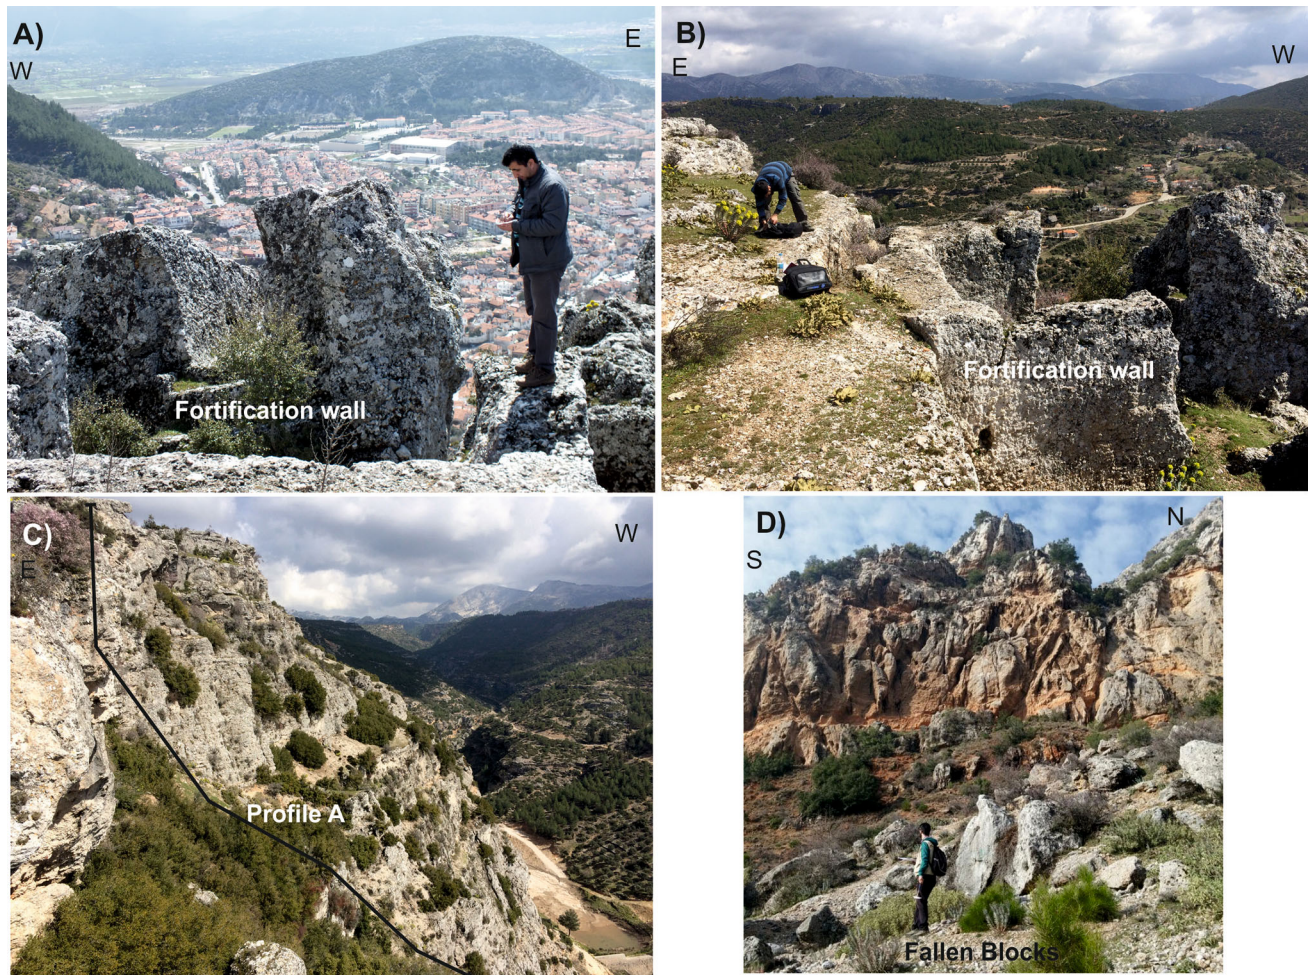 A)
W
E
Fortification wall
B)
E
W
Fortification wall
C)
E
W
Profile A
D)
S
N
Fallen Blocks